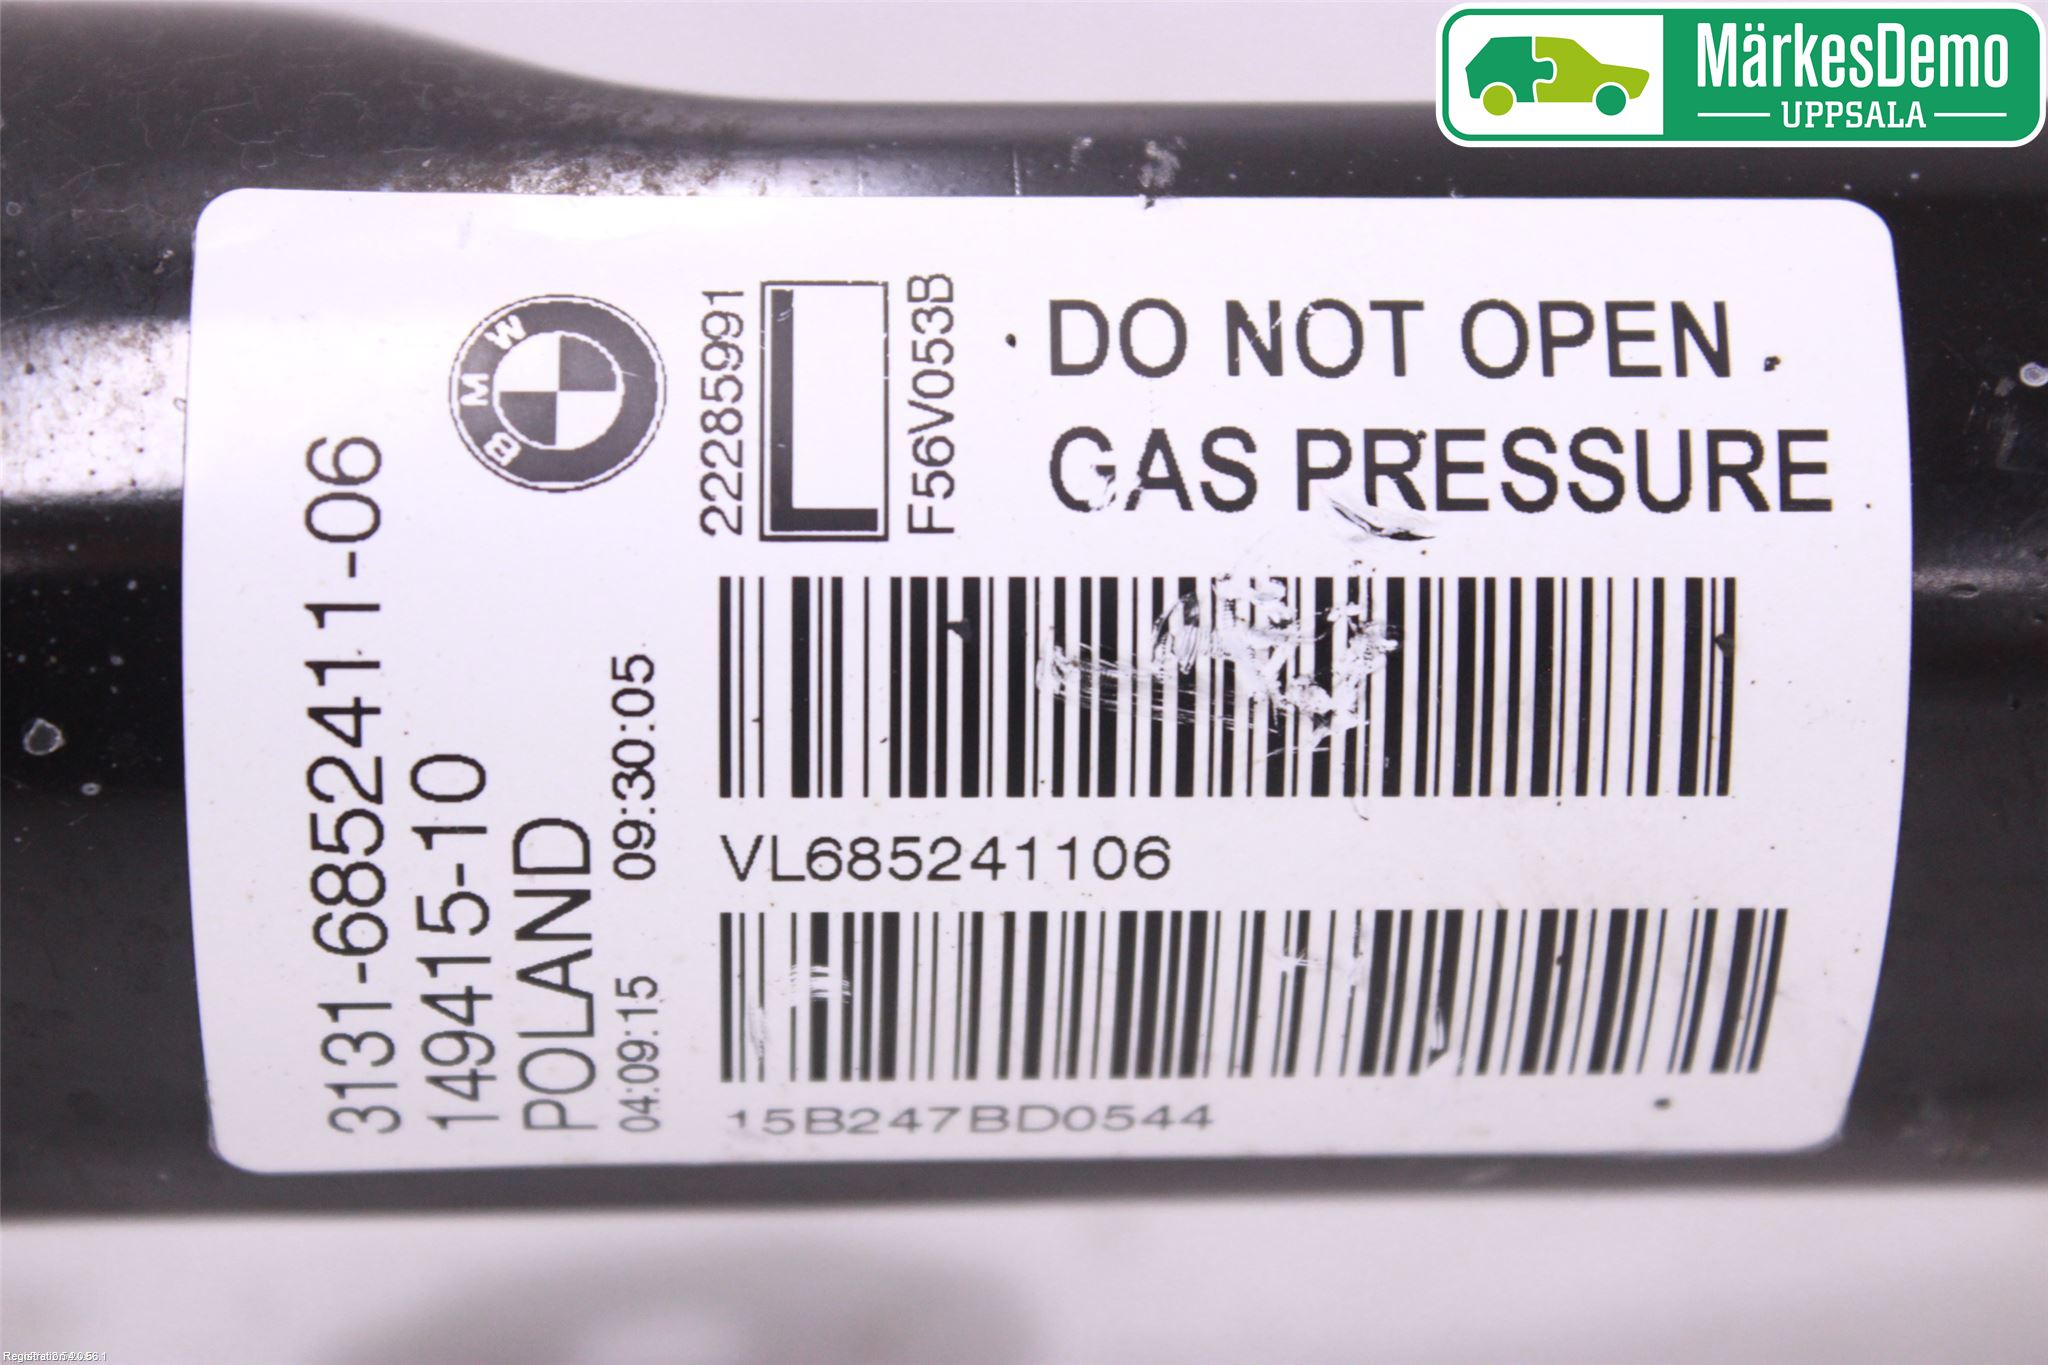 MärkesDemo
UPPSALA
3131-6852411-06
149415-10
POLAND
04:09:15 09:30:05
BMW
22285991
L
F56V053B
DO NOT OPEN
GAS PRESSURE
VL685241106
15B247BD0544